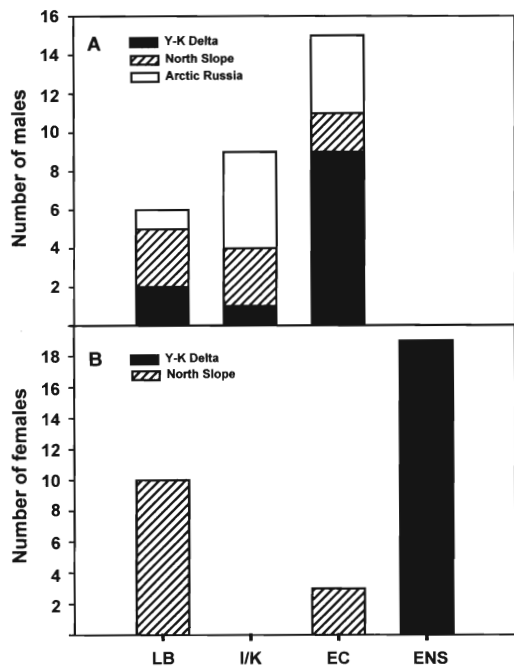 16
A
Y-K Delta
North Slope
Arctic Russia
14
12
10
8
6
4
2
Number of males
B
Y-K Delta
North Slope
18
16
14
12
10
8
6
4
2
Number of females
LB I/K EC ENS